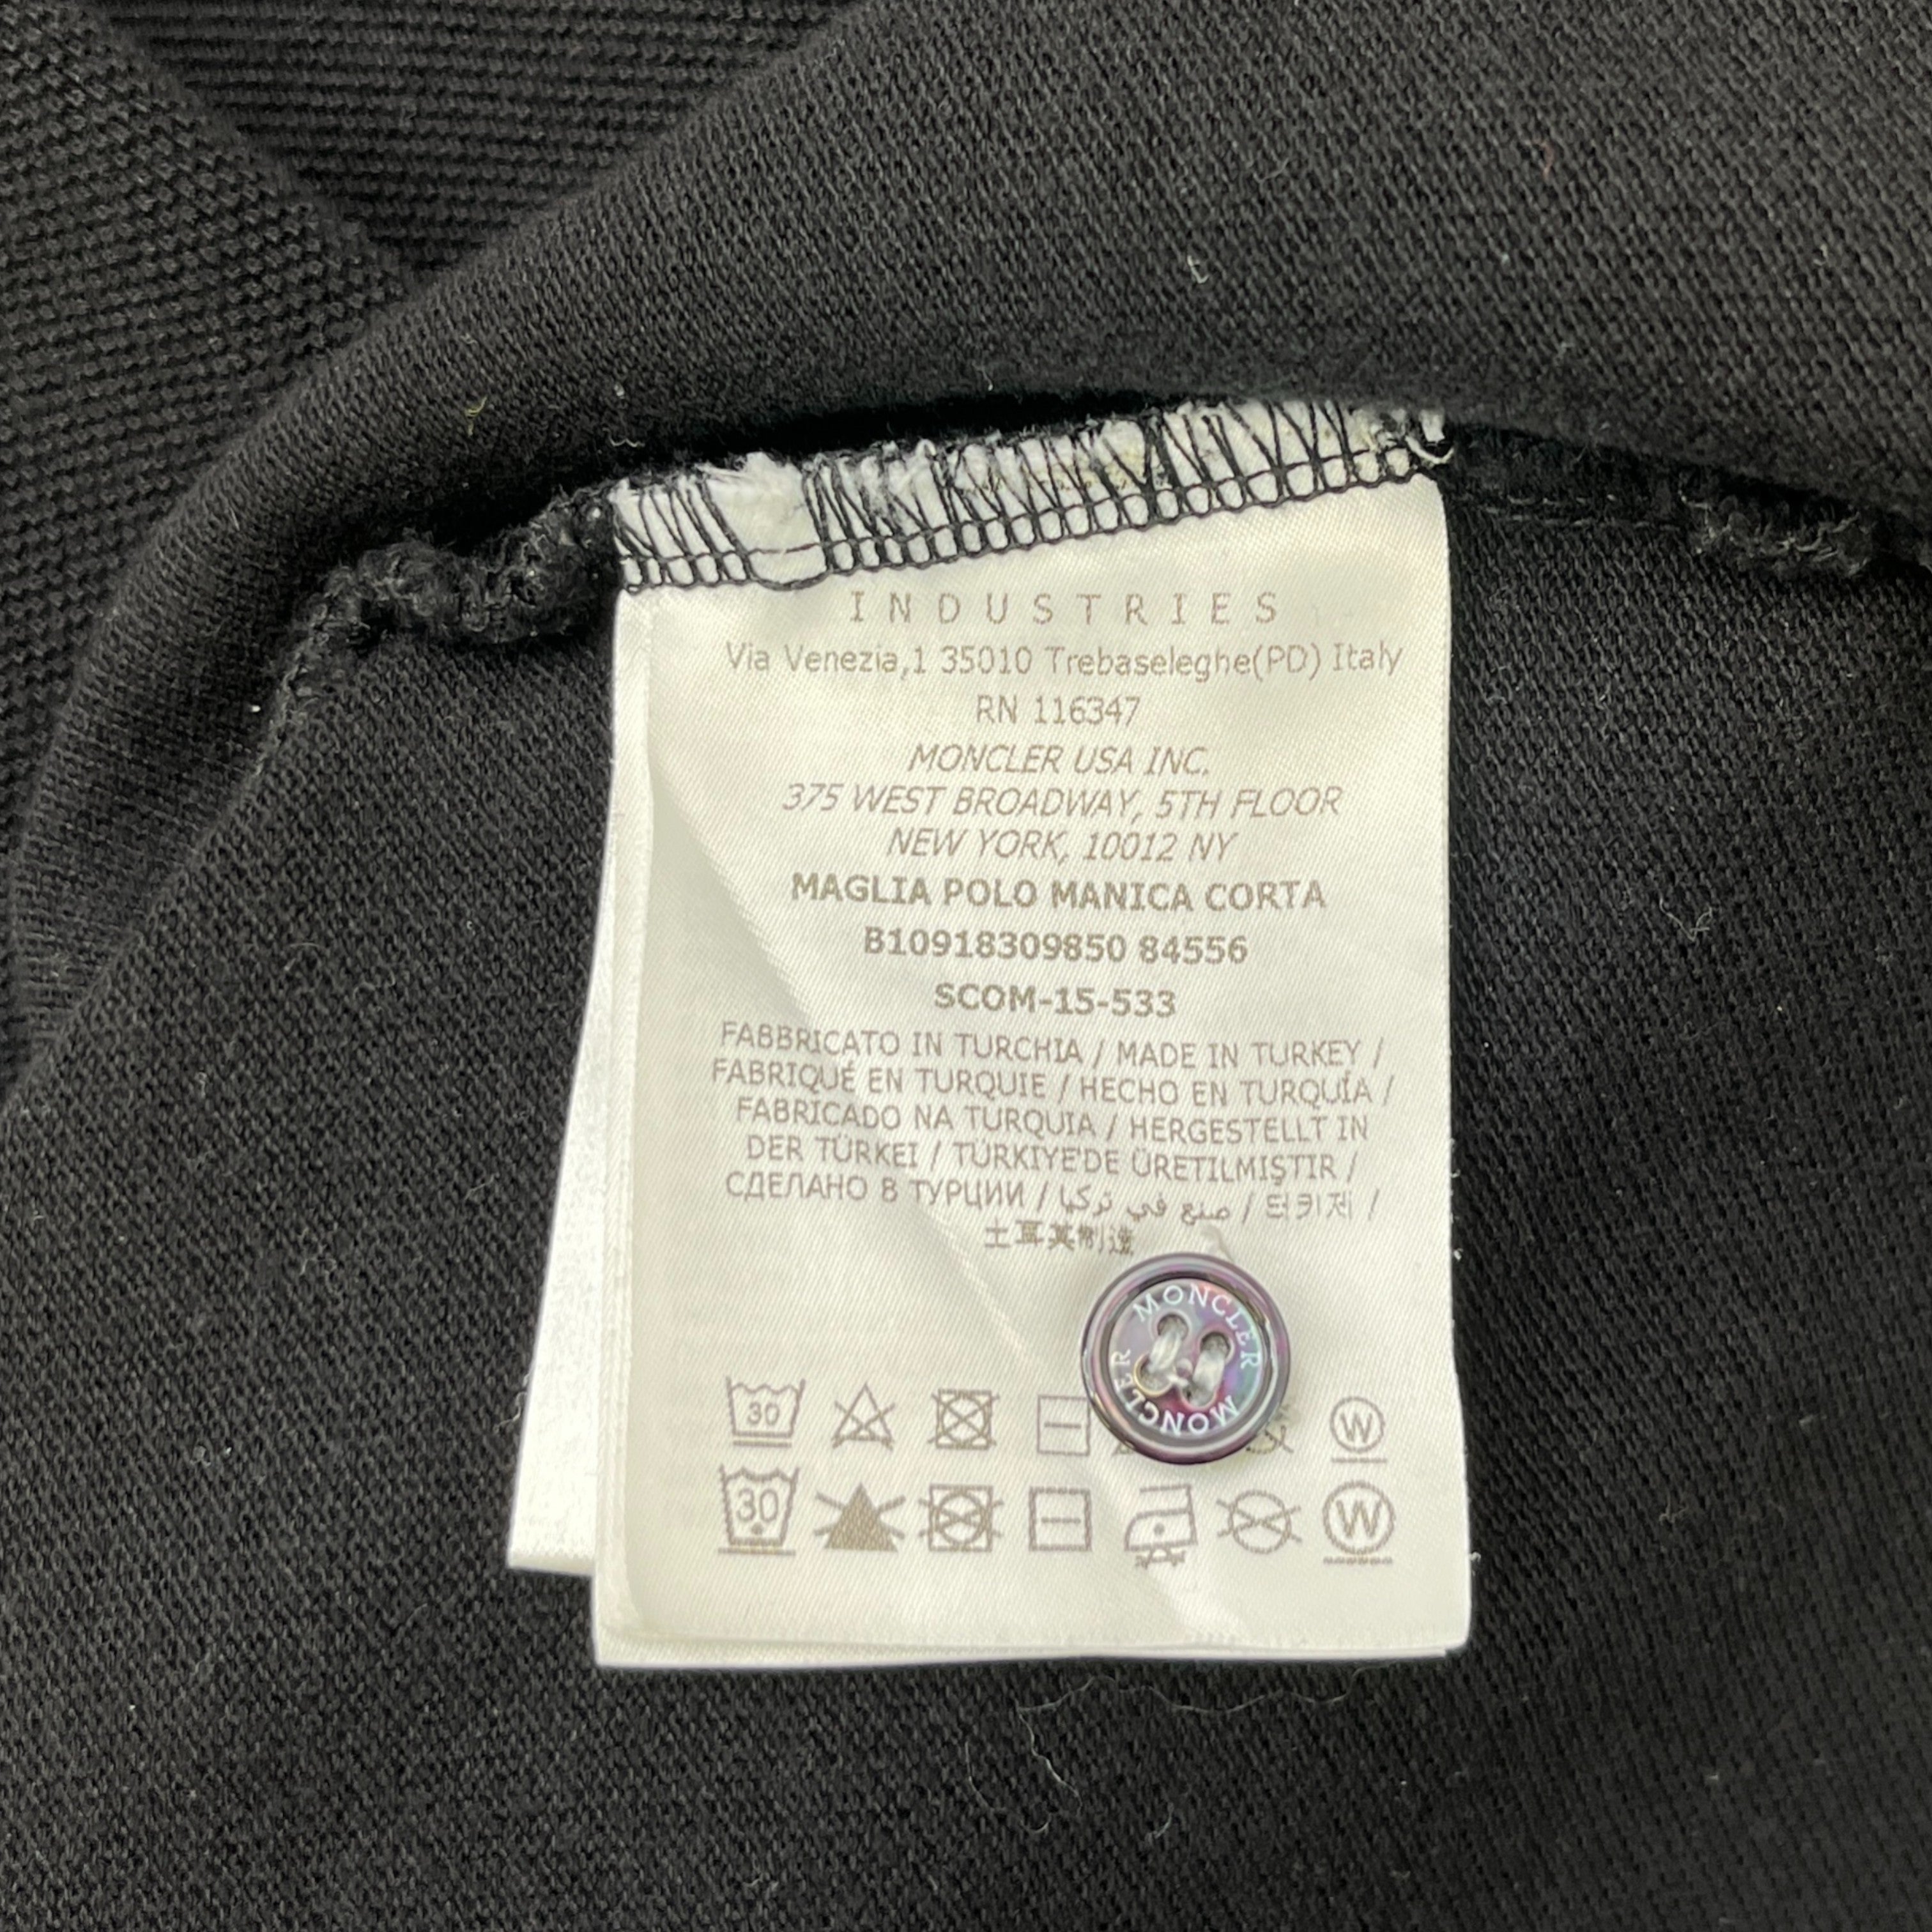 INDUSTRIES
Via Venezia,1 35010 Trebaseleghe(PD) Italy
RN 116347
MONCLER USA INC.
375 WEST BROADWAY, 5TH FLOOR
NEW YORK, 10012 NY
MAGLIA POLO MANICA CORTA
B10918309850 84556
SCOM-15-533
FABBRICATO IN TURCHIA / MADE IN TURKEY /
FABRIQUÉ EN TURQUIE / HECHO EN TURQUÍA /
FABRICADO NA TURQUIA / HERGESTELLT IN
DER TÜRKEI / TÜRKIYE'DE ÜRETILMIŞTIR /
СДЕЛАНО В ТУРЦИИ / صنع في تركيا / 터키제 /
土耳其制造
MONCLER
MONCLER
30 W
30 W